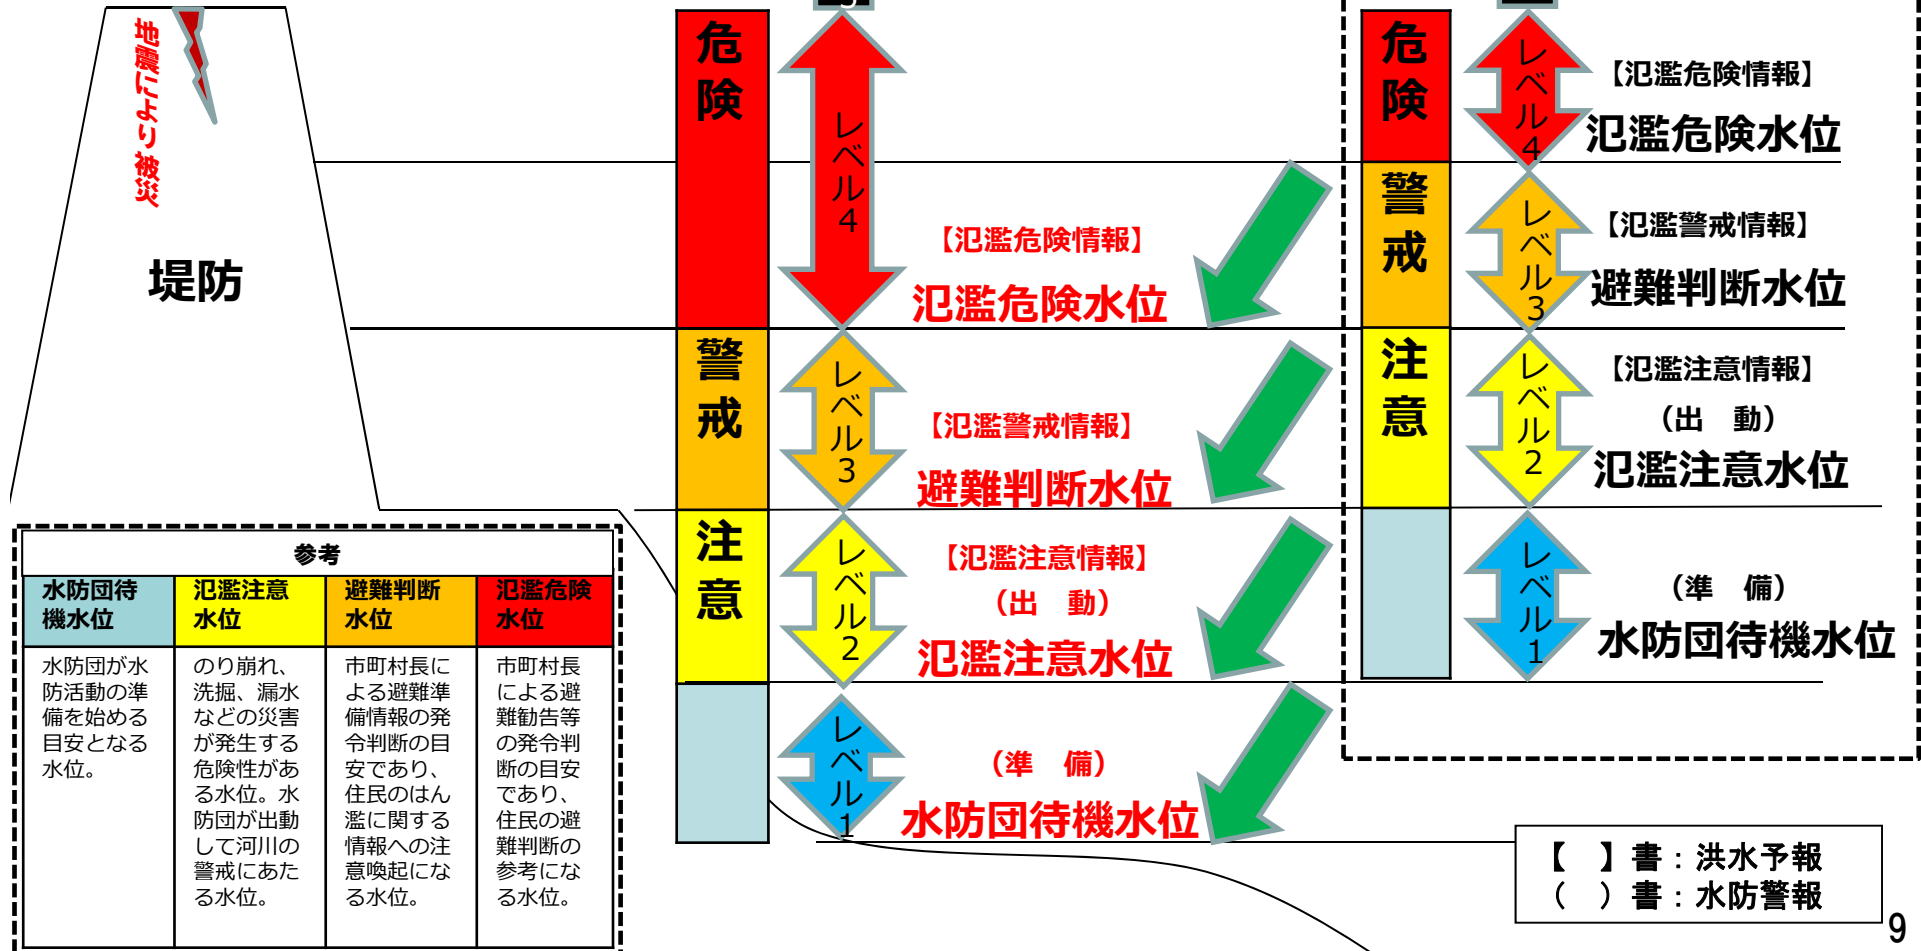 地震により被災
堤防
危険
レベル4
【氾濫危険情報】
氾濫危険水位
警戒
レベル3
【氾濫警戒情報】
避難判断水位
注意
レベル2
【氾濫注意情報】
（出　動）
氾濫注意水位
レベル1
（準　備）
水防団待機水位
危険
レベル4
【氾濫危険情報】
氾濫危険水位
警戒
レベル3
【氾濫警戒情報】
避難判断水位
注意
レベル2
【氾濫注意情報】
（出　動）
氾濫注意水位
レベル1
（準　備）
水防団待機水位
参考
水防団待
機水位
水防団が水
防活動の準
備を始める
目安となる
水位。
氾濫注意
水位
のり崩れ、
洗掘、漏水
などの災害
が発生する
危険性があ
る水位。水
防団が出動
して河川の
警戒にあた
る水位。
避難判断
水位
市町村長に
よる避難準
備情報の発
令判断の目
安であり、
住民のはん
濫に関する
情報への注
意喚起にな
る水位。
氾濫危険
水位
市町村長
による避
難勧告等
の発令判
断の目安
であり、
住民の避
難判断の
参考にな
る水位。
【　】書：洪水予報
（　）書：水防警報
9